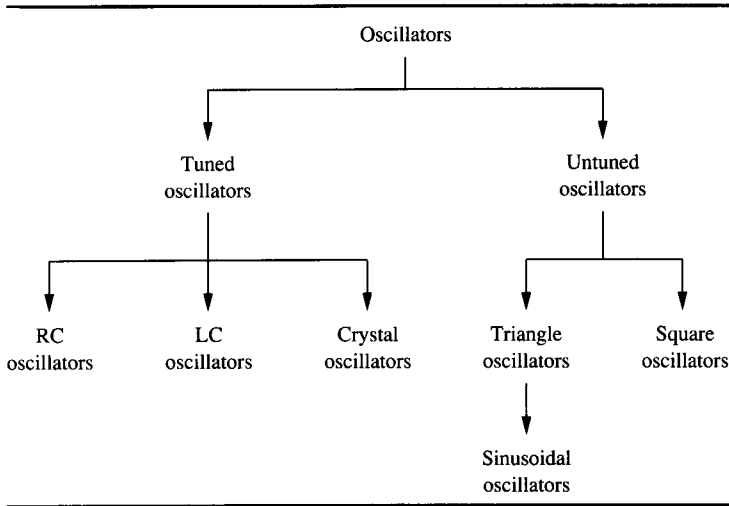 Oscillators
Tuned
oscillators
Untuned
oscillators
RC
oscillators
LC
oscillators
Crystal
oscillators
Triangle
oscillators
Square
oscillators
Sinusoidal
oscillators